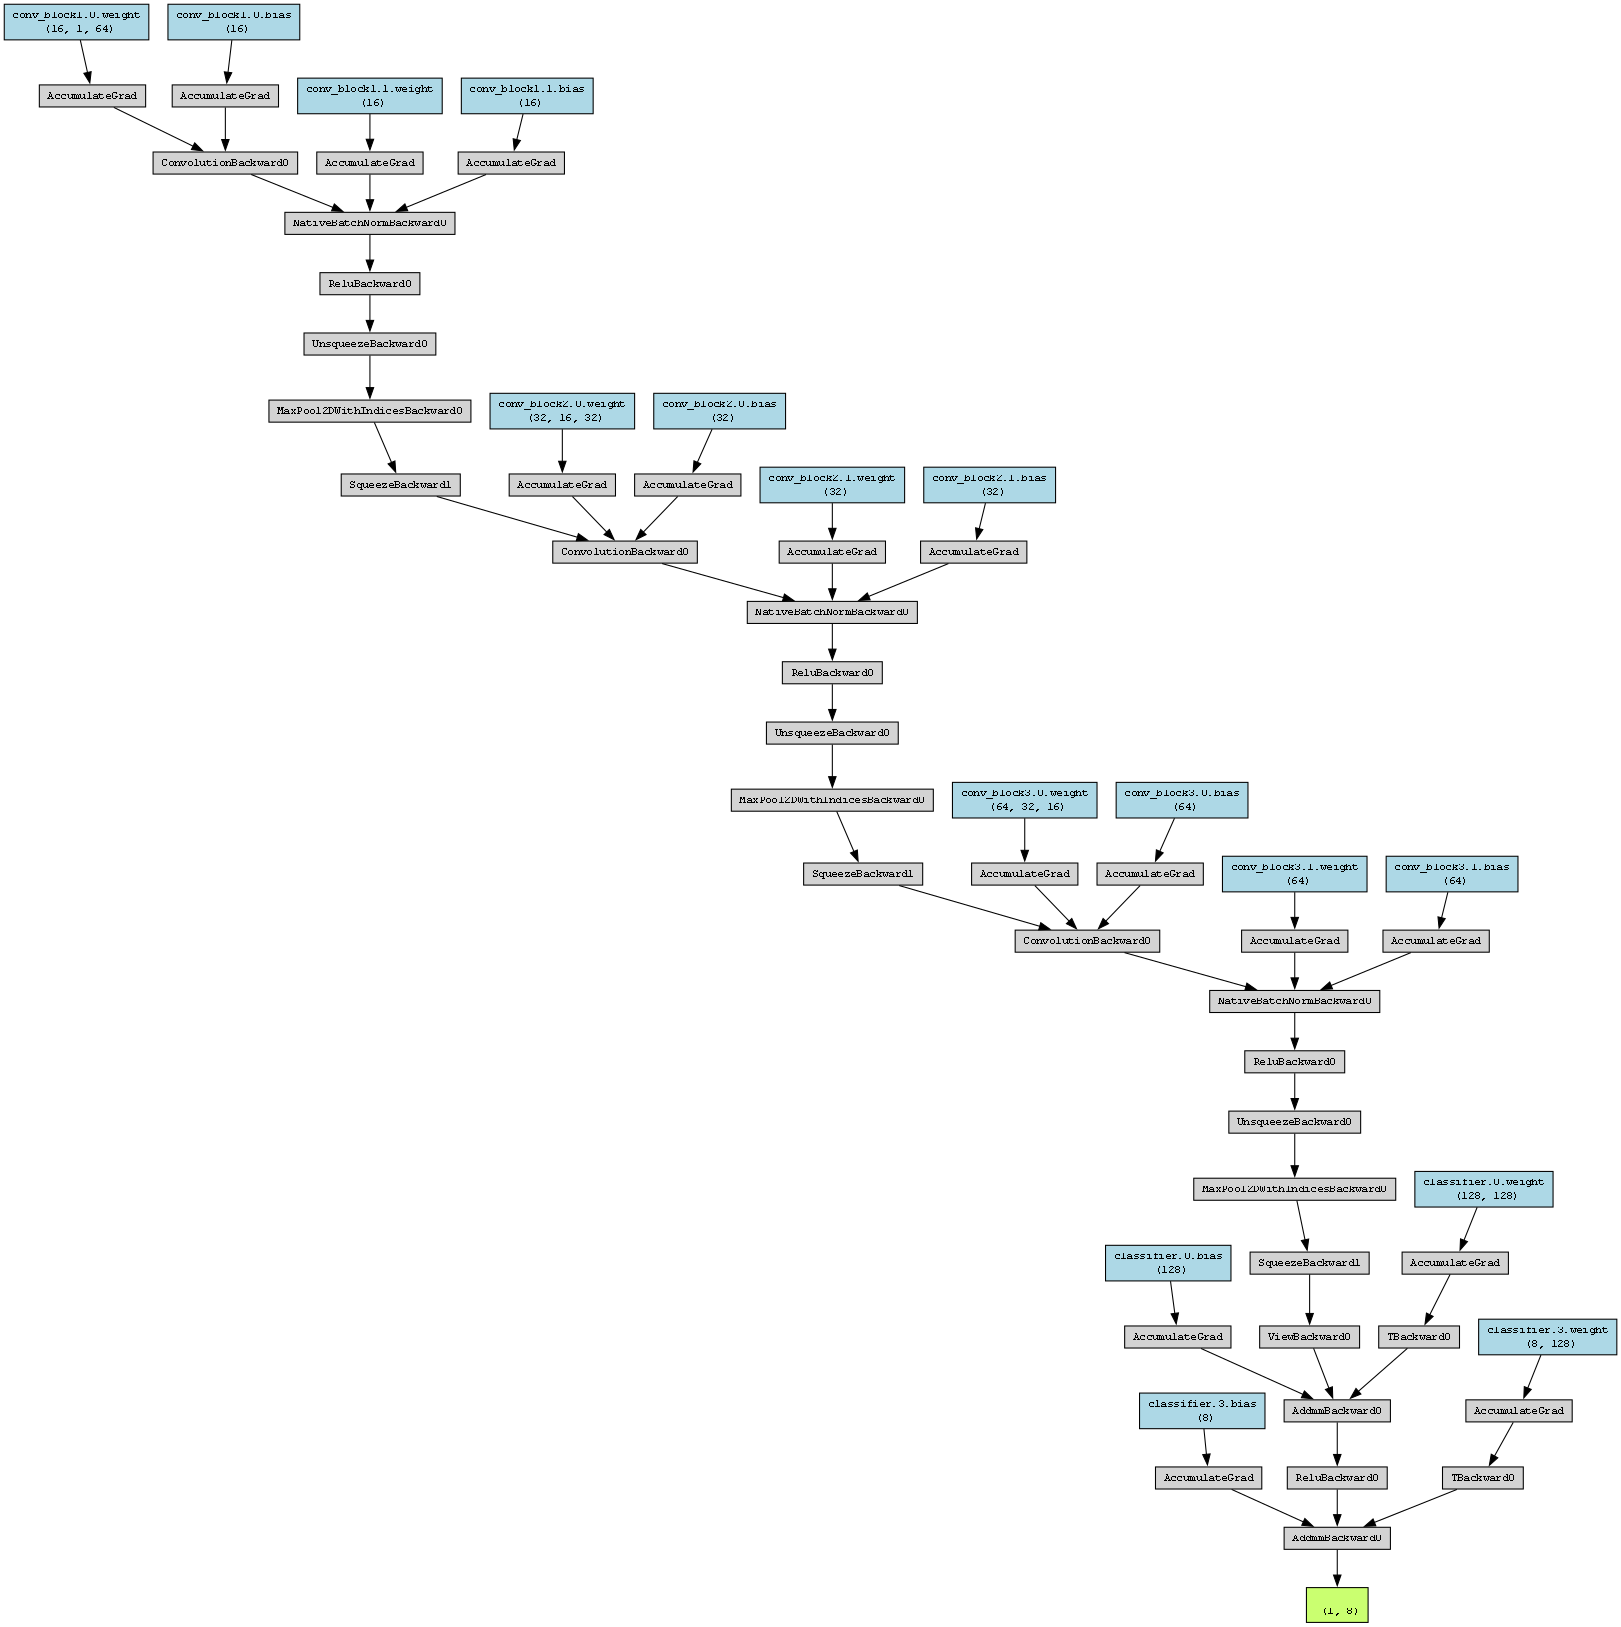 conv_block1.0.weight
(16, 1, 64)
conv_block1.0.bias
(16)
AccumulateGrad
AccumulateGrad
conv_block1.1.weight
(16)
conv_block1.1.bias
(16)
ConvolutionBackward0
AccumulateGrad
AccumulateGrad
NativeBatchNormBackward0
ReluBackward0
UnsqueezeBackward0
MaxPool2DWithIndicesBackward0
conv_block2.0.weight
(32, 16, 32)
conv_block2.0.bias
(32)
SqueezeBackward1
AccumulateGrad
AccumulateGrad
conv_block2.1.weight
(32)
conv_block2.1.bias
(32)
ConvolutionBackward0
AccumulateGrad
AccumulateGrad
NativeBatchNormBackward0
ReluBackward0
UnsqueezeBackward0
MaxPool2DWithIndicesBackward0
conv_block3.0.weight
(64, 32, 16)
conv_block3.0.bias
(64)
SqueezeBackward1
AccumulateGrad
AccumulateGrad
conv_block3.1.weight
(64)
conv_block3.1.bias
(64)
ConvolutionBackward0
AccumulateGrad
AccumulateGrad
NativeBatchNormBackward0
ReluBackward0
UnsqueezeBackward0
MaxPool2DWithIndicesBackward0
classifier.0.weight
(128, 128)
classifier.0.bias
(128)
SqueezeBackward1
AccumulateGrad
AccumulateGrad
ViewBackward0
TBackward0
classifier.3.weight
(8, 128)
classifier.3.bias
(8)
AddmmBackward0
AccumulateGrad
AccumulateGrad
ReluBackward0
TBackward0
AddmmBackward0
(1, 8)